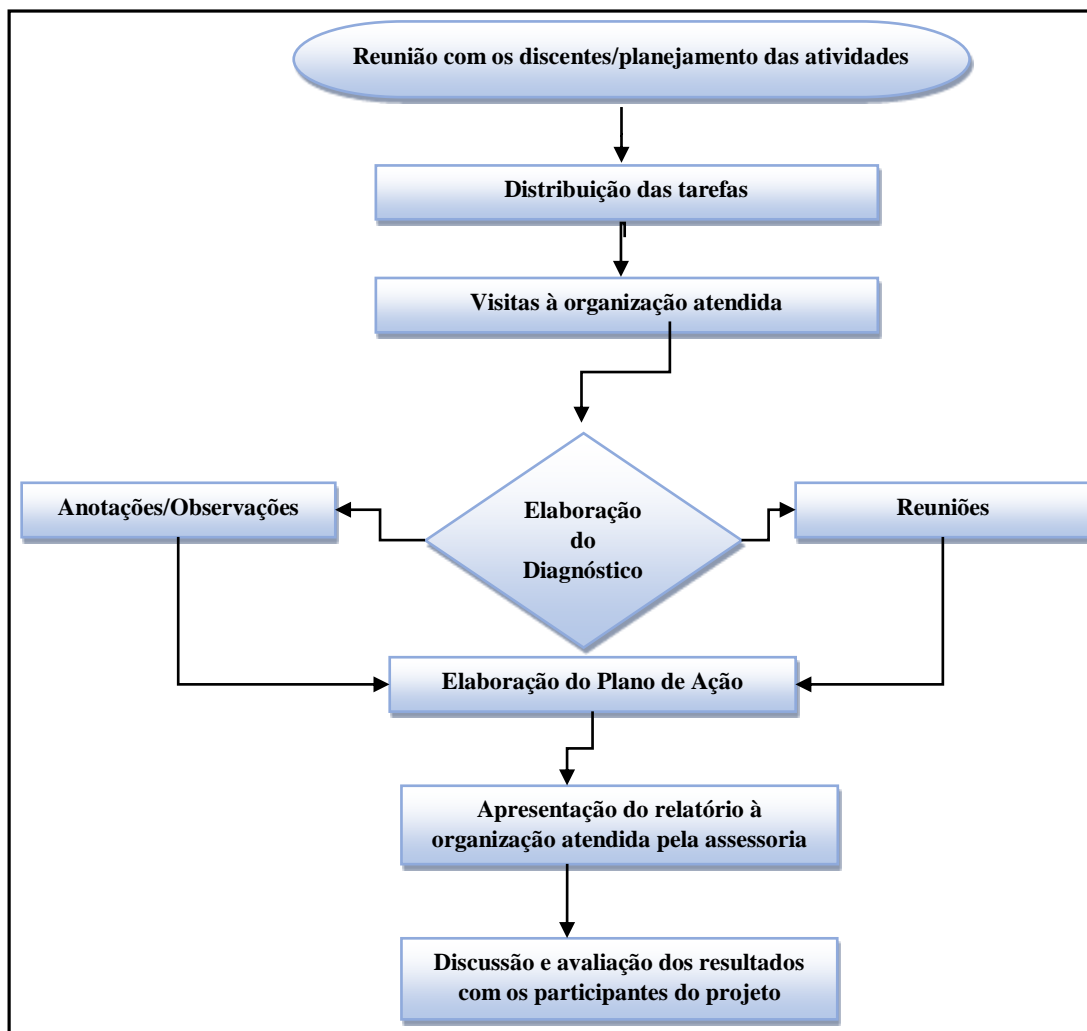 Reunião com os discentes/planejamento das atividades
Distribuição das tarefas
Visitas à organização atendida
Anotações/Observações
Elaboração
do
Diagnóstico
Reuniões
Elaboração do Plano de Ação
Apresentação do relatório à
organização atendida pela assessoria
Discussão e avaliação dos resultados
com os participantes do projeto